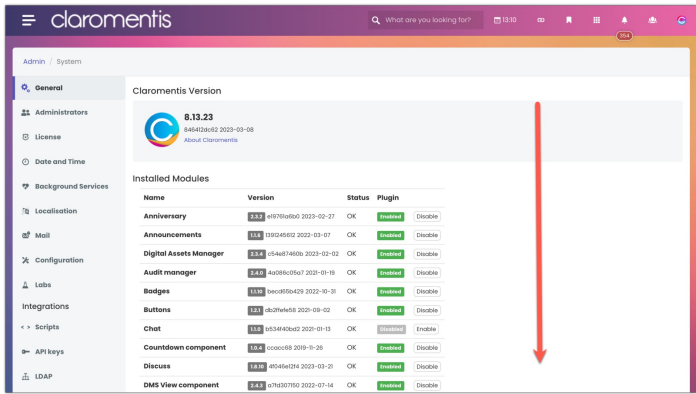 claromentis
What are you looking for?
13:10
354
Admin / System
General
Administrators
License
Date and Time
Background Services
Localisation
Mail
Configuration
Labs
Integrations
Scripts
API keys
LDAP
Claromentis Version
8.13.23
846412dc62 2023-03-08
About Claromentis
Installed Modules
Name Version Status Plugin
Anniversary 2.3.2 e19761a6b0 2023-02-27 OK Enabled Disable
Announcements 1.1.6 1391245612 2022-03-07 OK Enabled Disable
Digital Assets Manager 2.3.4 c54e87460b 2023-02-02 OK Enabled Disable
Audit manager 2.4.0 4a086c05a7 2021-01-19 OK Enabled Disable
Badges 1.1.10 becd65b429 2022-10-31 OK Enabled Disable
Buttons 1.2.1 db2ffefe58 2021-09-02 OK Enabled Disable
Chat 1.1.0 b534f40bd2 2021-01-13 OK Disabled Enable
Countdown component 1.0.4 ccacc68 2019-11-26 OK Enabled Disable
Discuss 1.8.10 4f046e12f4 2023-03-21 OK Enabled Disable
DMS View component 2.4.3 a7fd307150 2022-07-14 OK Enabled Disable